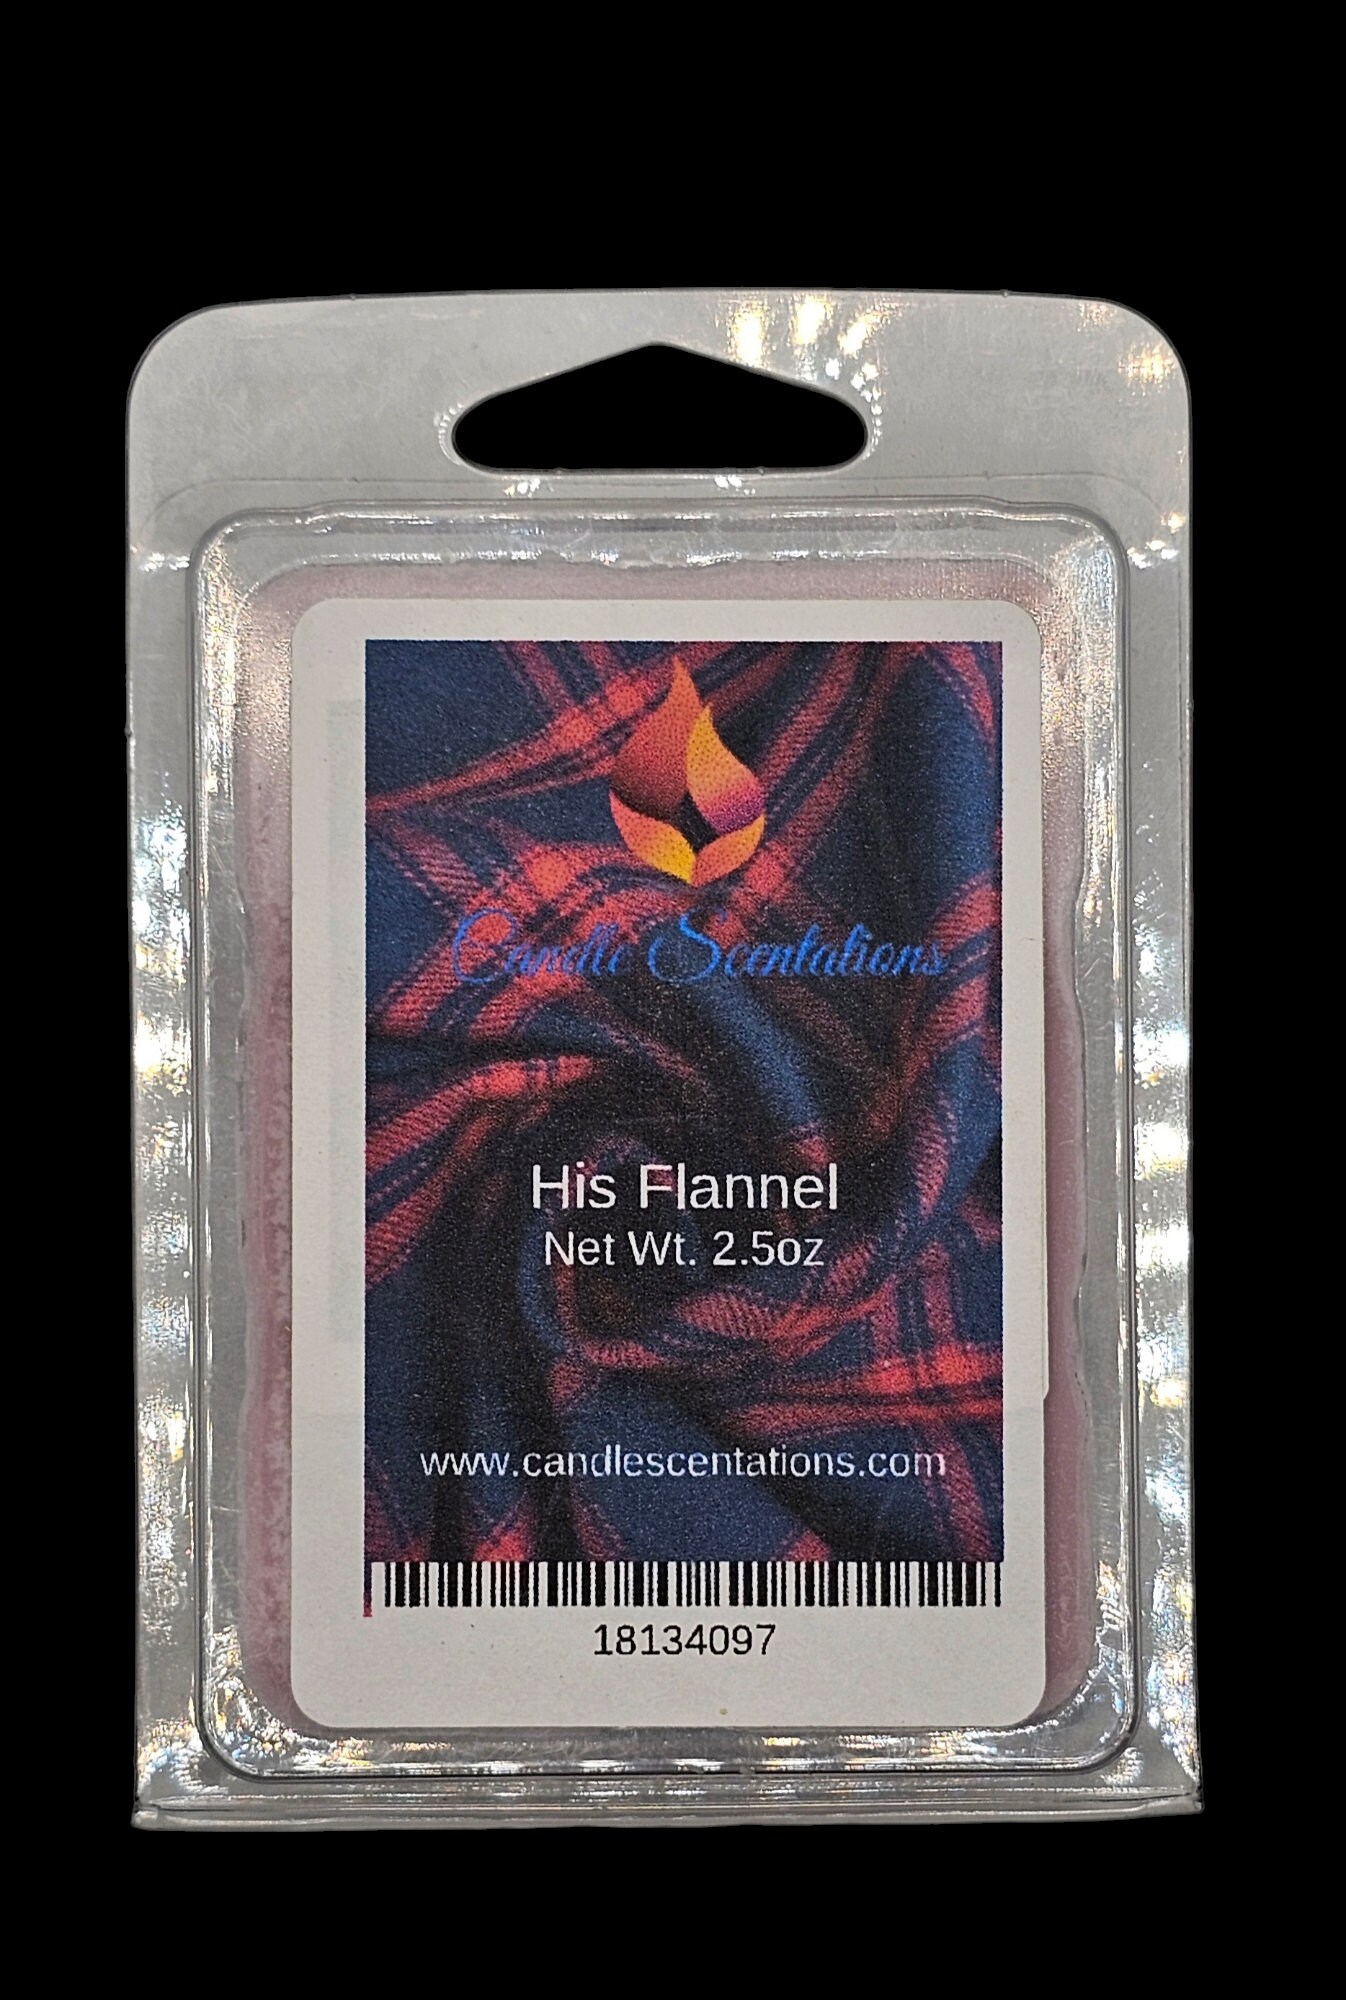 Candle Scentations
His Flannel
Net Wt. 2.5oz
www.candlescentations.com
18134097